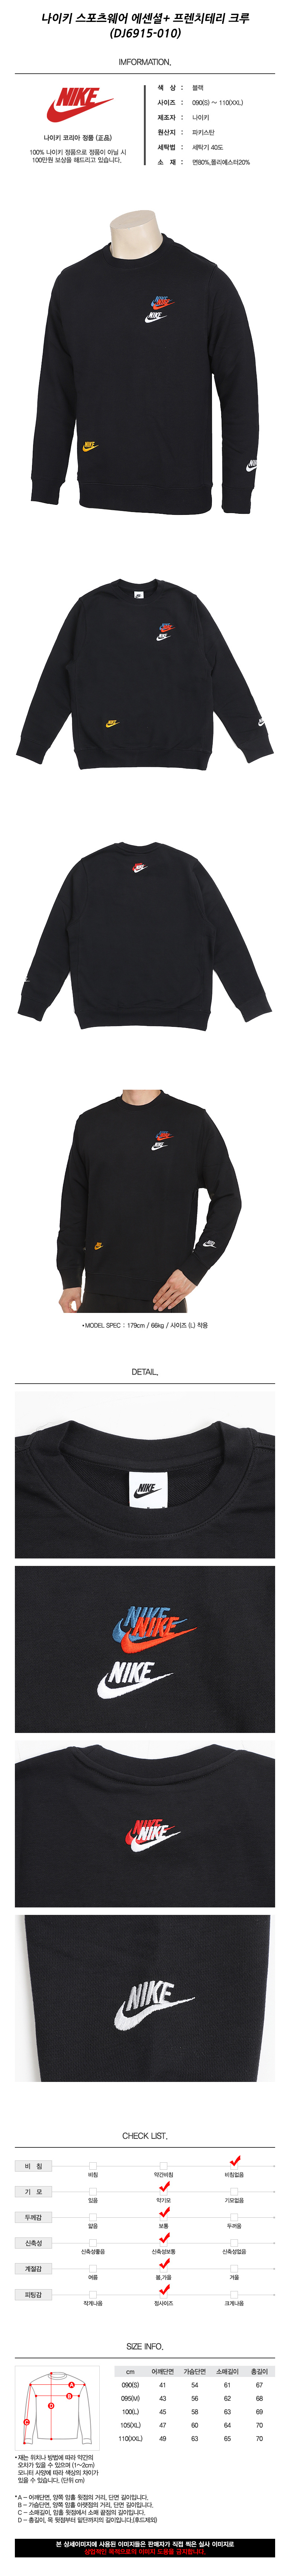 나이키 스포츠웨어 에센셜+ 프렌치테리 크루
(DJ6915-010)
IMFORMATION.
NIKE
나이키 코리아 정품 (正品)
100% 나이키 정품으로 정품이 아닐 시
100만원 보상을 해드리고 있습니다.
색 상 : 블랙
사이즈 : 090(S) ~ 110(XXL)
제조자 : 나이키
원산지 : 파키스탄
세탁법 : 세탁기 40도
소 재 : 면80%,폴리에스터20%
NIKE
NIKE
NIKE
NIKE
NIKE
NIKE
NIKE
NIKE
NIKE
NIKE
NIKE
NIKE
NIKE
• MODEL SPEC : 179cm / 66kg / 사이즈 (L) 착용
DETAIL.
NIKE
NIKE
NIKE
NIKE
NIKE
NIKE
NIKE
CHECK LIST.
비 침
비침 약간비침 비침없음
기 모
있음 약기모 기모없음
두께감
얇음 보통 두꺼움
신축성
신축성좋음 신축성보통 신축성없음
계절감
여름 봄,가을 겨울
피팅감
작게나옴 정사이즈 크게나옴
SIZE INFO.
A
B
C
D
cm 어깨단면 가슴단면 소매길이 총길이
090(S) 41 54 61 67
095(M) 43 56 62 68
100(L) 45 58 63 69
105(XL) 47 60 64 70
110(XXL) 49 63 65 70
• 재는 위치나 방법에 따라 약간의
오차가 있을 수 있으며 (1~2cm)
모니터 사양에 따라 색상의 차이가
있을 수 있습니다. (단위 cm)
* A - 어깨단면, 양쪽 암홀 윗점의 거리, 단면 길이입니다.
B - 가슴단면, 양쪽 암홀 아랫점의 거리, 단면 길이입니다.
C - 소매길이, 암홀 윗점에서 소매 끝점의 길이입니다.
D - 총길이, 목 윗점부터 밑단까지의 길이입니다.(후드제외)
본 상세이미지에 사용된 이미지들은 판매자가 직접 찍은 실사 이미지로
상업적인 목적으로의 이미지 도용을 금지합니다.